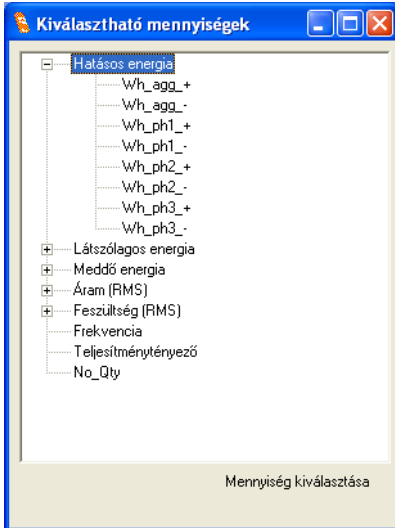 Kiválasztható mennyiségek
Hatásos energia
Wh_agg_+
Wh_agg_-
Wh_ph1_+
Wh_ph1_-
Wh_ph2_+
Wh_ph2_-
Wh_ph3_+
Wh_ph3_-
Látszólagos energia
Meddő energia
Áram (RMS)
Feszültség (RMS)
Frekvencia
Teljesítménytényező
No_Qty
Mennyiség kiválasztása